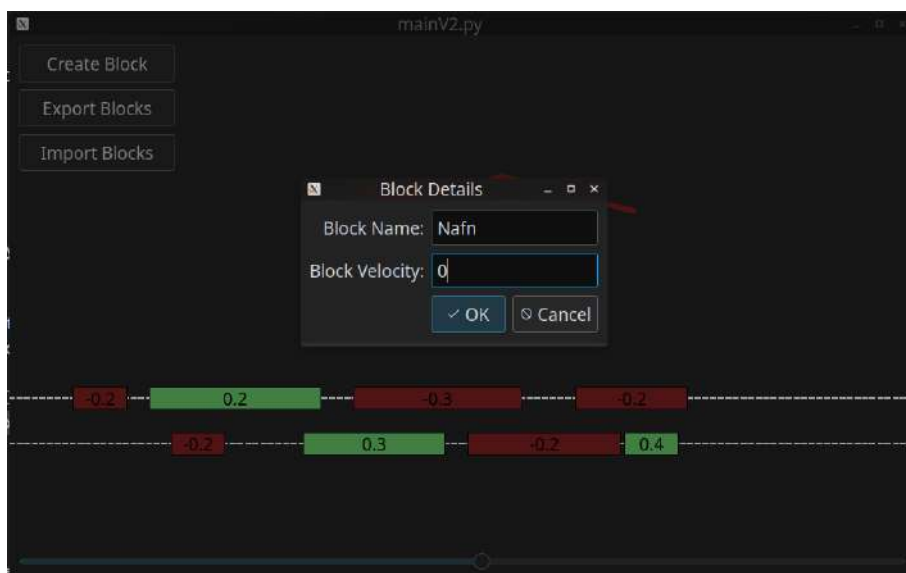 mainV2.py
Create Block
Export Blocks
Import Blocks
Block Details
Block Name: Nafn
Block Velocity: 0
OK Cancel
-0.2 0.2 -0.3 -0.2
-0.2 0.3 -0.2 0.4